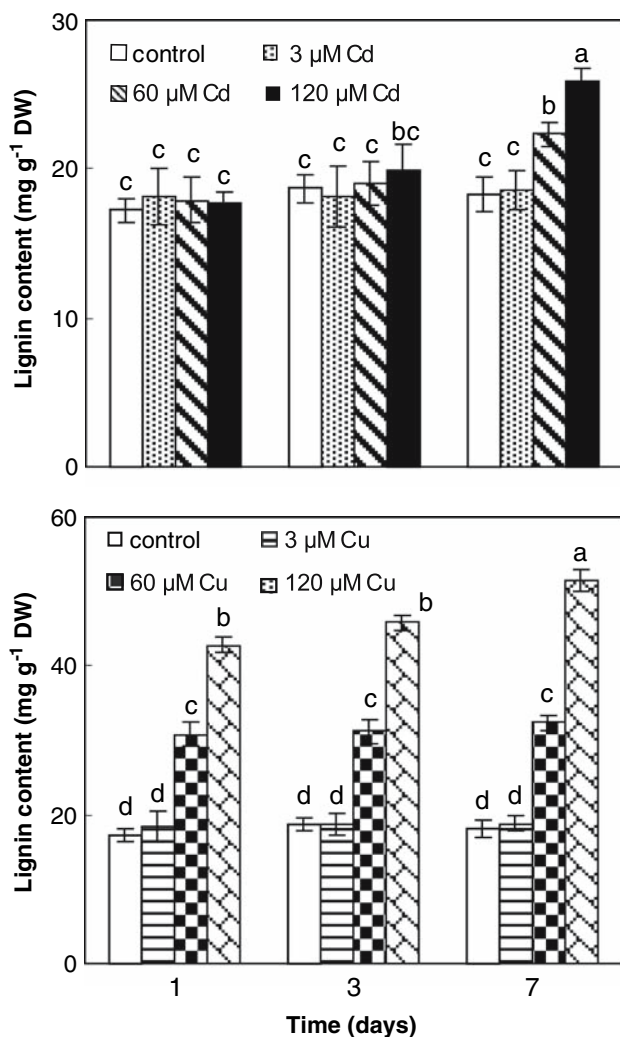 30
control
3 µM Cd
60 µM Cd
120 µM Cd
a
b
bc
c c c c
c c c
c c
20
10
0
Lignin content (mg g⁻¹ DW)
60
control
3 µM Cu
60 µM Cu
120 µM Cu
a
b
b
c
c
c
d d
d d
d d
40
20
0
Lignin content (mg g⁻¹ DW)
1 3 7
Time (days)